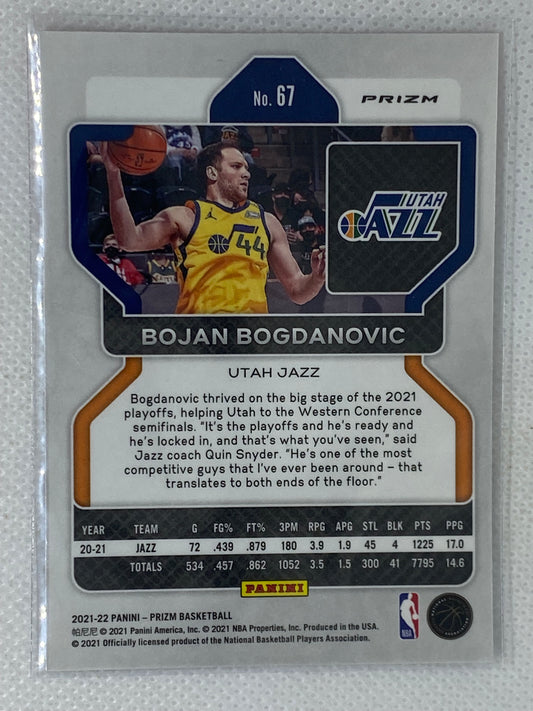 No. 67
PRIZM
44
UTAH
JAZZ
BOJAN BOGDANOVIC
UTAH JAZZ
Bogdanovic thrived on the big stage of the 2021
playoffs, helping Utah to the Western Conference
semifinals. "It's the playoffs and he's ready and
he's locked in, and that's what you've seen," said
Jazz coach Quin Snyder. "He's one of the most
competitive guys that I've ever been around – that
translates to both ends of the floor."
YEAR TEAM G FG% FT% 3PM RPG APG STL BLK PTS PPG
20-21 JAZZ 72 .439 .879 180 3.9 1.9 45 4 1225 17.0
TOTALS 534 .457 .862 1052 3.5 1.5 300 41 7795 14.6
PANINI
2021-22 PANINI – PRIZM BASKETBALL
帕尼尼 © 2021 Panini America, Inc. © 2021 NBA Properties, Inc. Produced in the USA.
© 2021 Officially licensed product of the National Basketball Players Association.
NBA